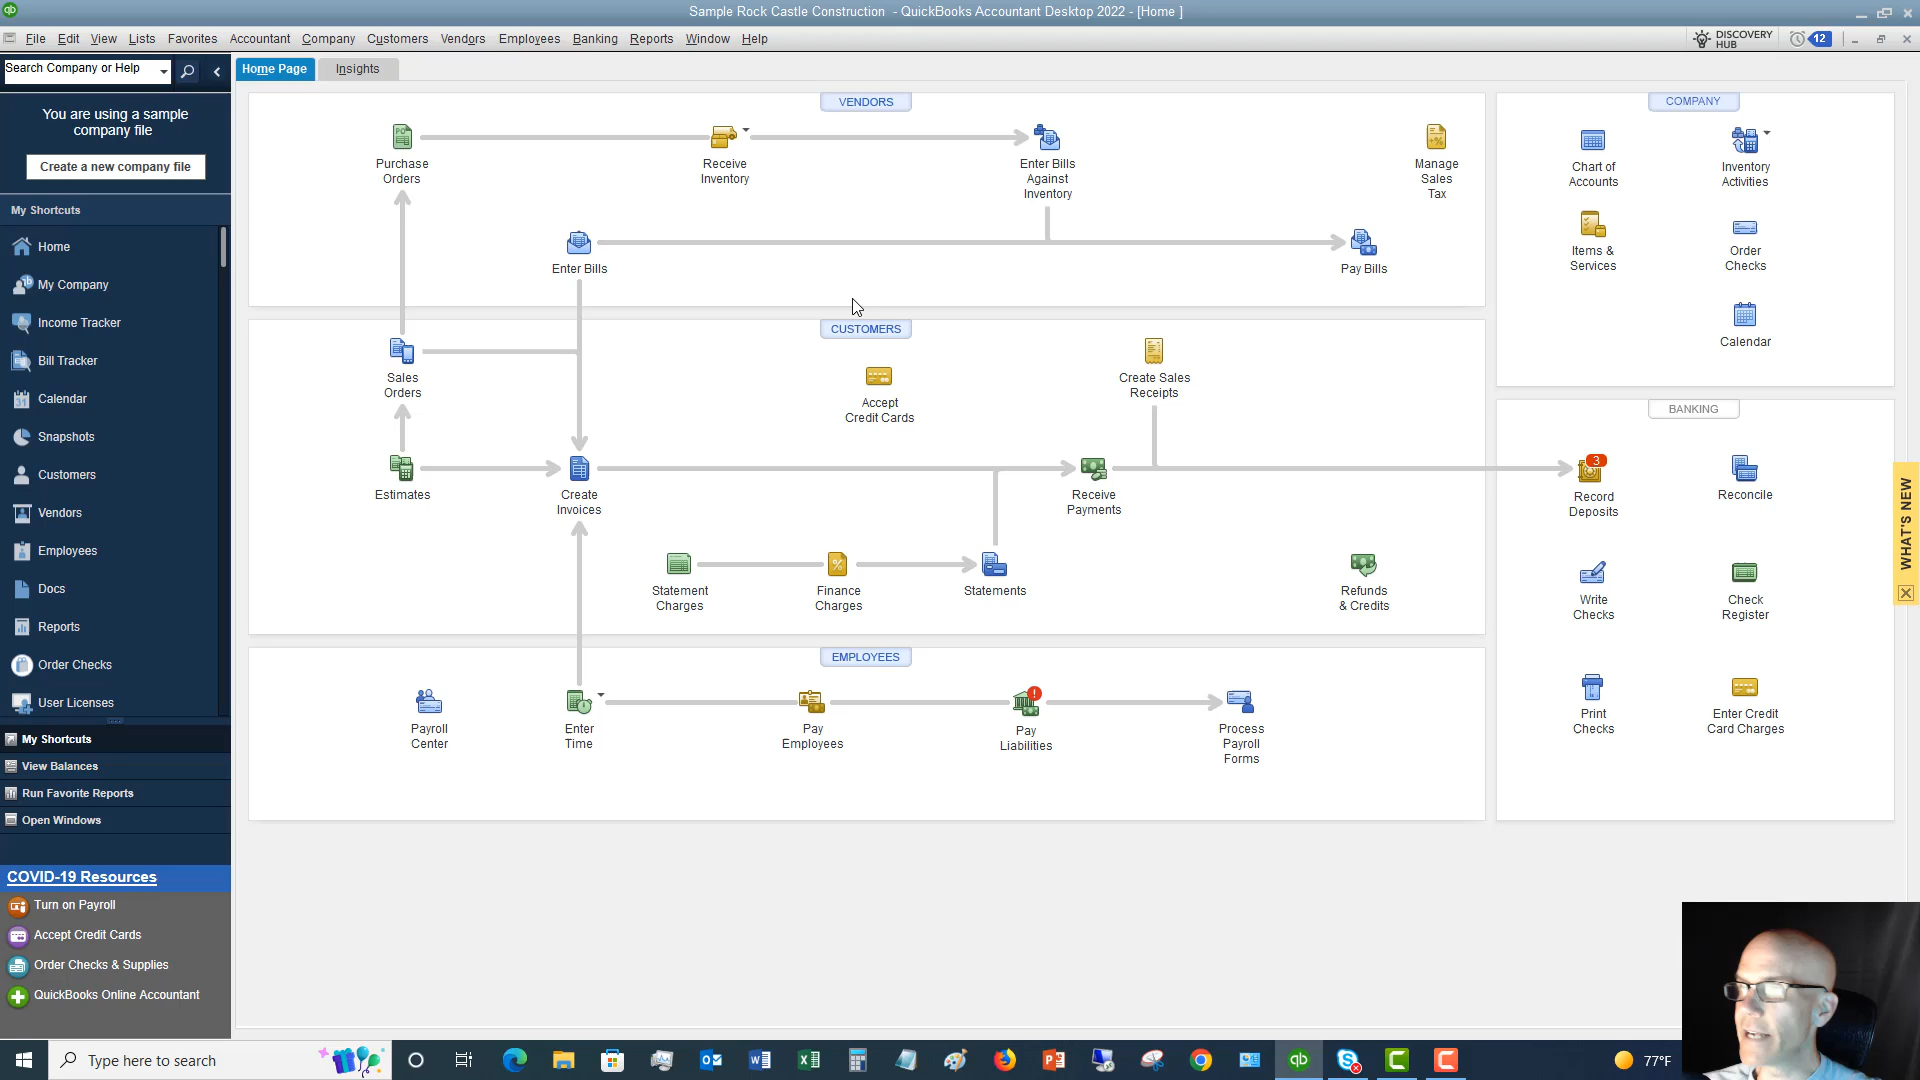 Sample Rock Castle Construction - QuickBooks Accountant Desktop 2022 - [Home ]
File Edit View Lists Favorites Accountant Company Customers Vendors Employees Banking Reports Window Help
DISCOVERY
HUB
12
Search Company or Help
Home Page
Insights
You are using a sample
company file
Create a new company file
My Shortcuts
Home
My Company
Income Tracker
Bill Tracker
Calendar
Snapshots
Customers
Vendors
Employees
Docs
Reports
Order Checks
User Licenses
My Shortcuts
View Balances
Run Favorite Reports
Open Windows
COVID-19 Resources
Turn on Payroll
Accept Credit Cards
Order Checks & Supplies
QuickBooks Online Accountant
VENDORS
Purchase
Orders
Receive
Inventory
Enter Bills
Against
Inventory
Manage
Sales
Tax
Enter Bills
Pay Bills
CUSTOMERS
Sales
Orders
Accept
Credit Cards
Create Sales
Receipts
Estimates
Create
Invoices
Receive
Payments
Statement
Charges
Finance
Charges
Statements
Refunds
& Credits
EMPLOYEES
Payroll
Center
Enter
Time
Pay
Employees
Pay
Liabilities
Process
Payroll
Forms
COMPANY
Chart of
Accounts
Inventory
Activities
Items &
Services
Order
Checks
Calendar
BANKING
3
Record
Deposits
Reconcile
Write
Checks
Check
Register
Print
Checks
Enter Credit
Card Charges
WHAT'S NEW
Type here to search
77°F